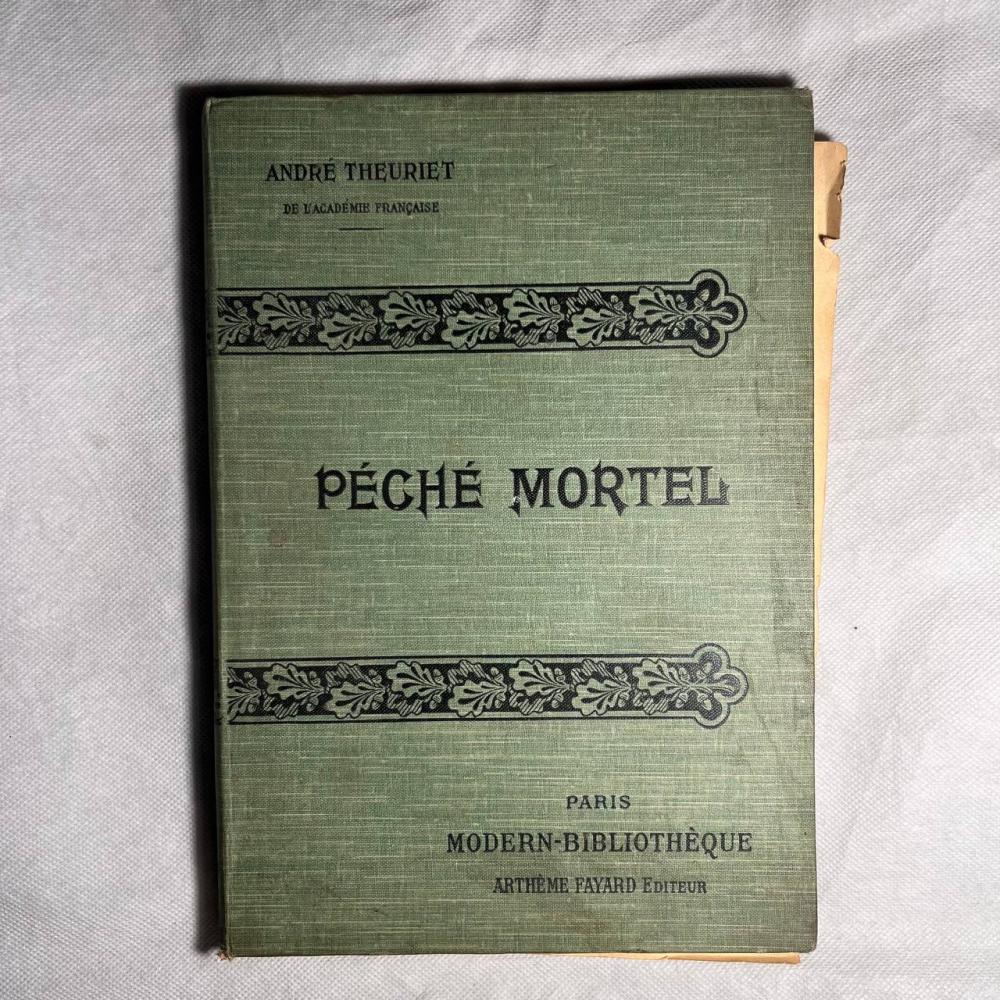 ANDRÉ THEURIET
DE L'ACADÉMIE FRANÇAISE
PÉCHÉ MORTEL
PARIS
MODERN-BIBLIOTHÈQUE
ARTHÈME FAYARD EDITEUR